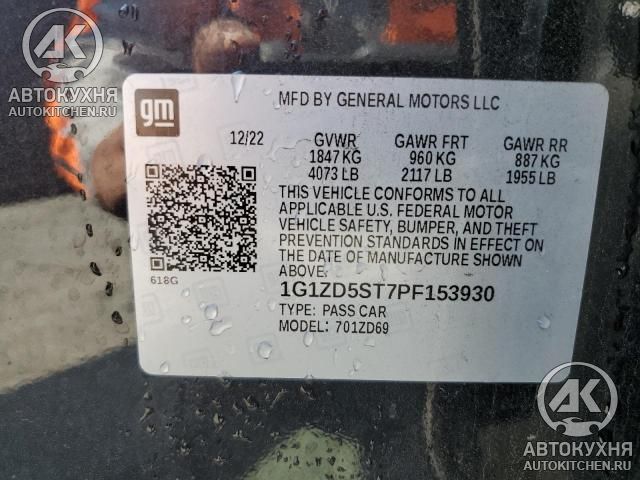 АК
АВТОКУХНЯ
AUTOKITCHEN.RU
gm
MFD BY GENERAL MOTORS LLC
12/22 GVWR GAWR FRT GAWR RR
1847 KG 960 KG 887 KG
4073 LB 2117 LB 1955 LB
THIS VEHICLE CONFORMS TO ALL
APPLICABLE U.S. FEDERAL MOTOR
VEHICLE SAFETY, BUMPER, AND THEFT
PREVENTION STANDARDS IN EFFECT ON
THE DATE OF MANUFACTURE SHOWN
ABOVE.
618G
1G1ZD5ST7PF153930
TYPE: PASS CAR
MODEL: 701ZD69
АК
АВТОКУХНЯ
AUTOKITCHEN.RU